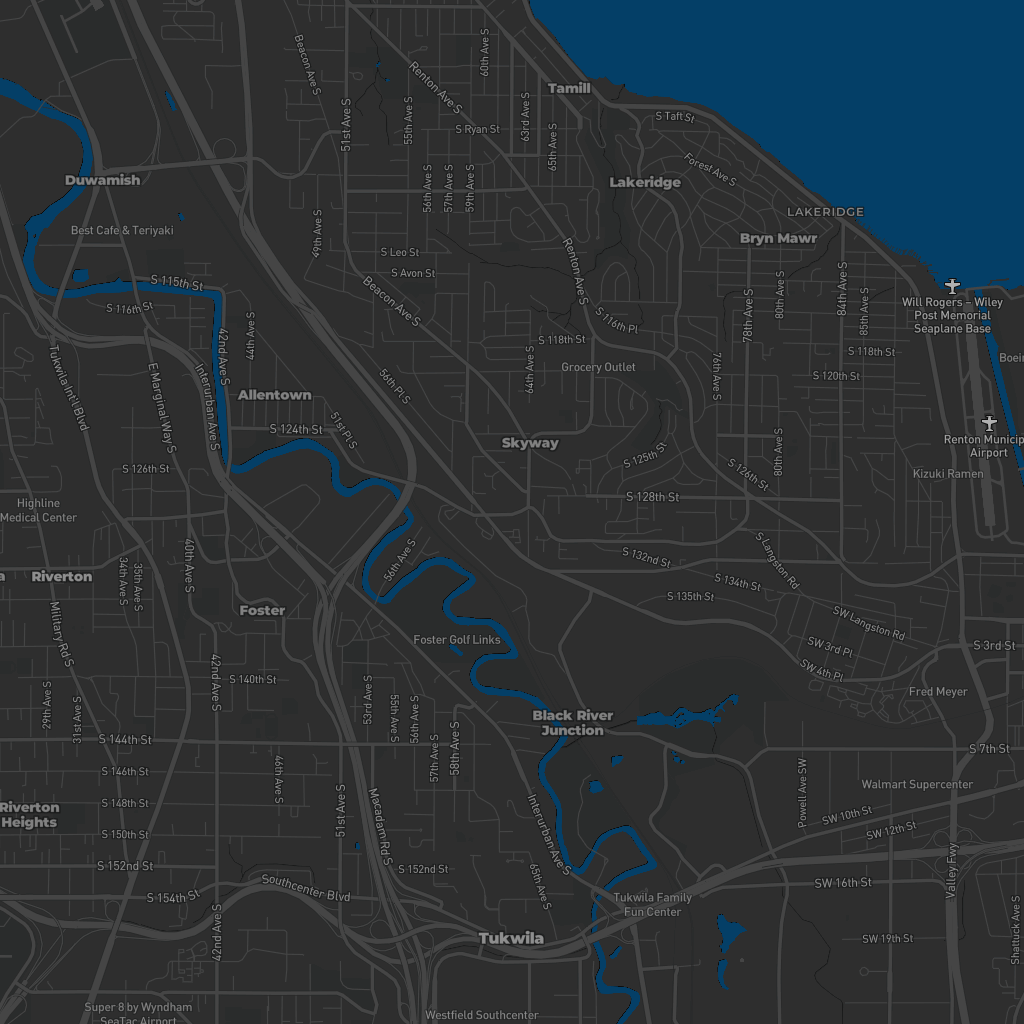 60th Ave S
Beacon Ave S
Renton Ave S
Tamill
55th Ave S
51st Ave S
63rd Ave S
S Ryan St
65th Ave S
S Taft St
Forest Ave S
Duwamish
56th Ave S
57th Ave S
59th Ave S
Lakeridge
LAKERIDGE
Best Cafe & Teriyaki
49th Ave S
Bryn Mawr
S Leo St
S Avon St
Renton Ave S
S 115th St
S 116th St
Beacon Ave S
S 116th Pl
78th Ave S
80th Ave S
84th Ave S
85th Ave S
Will Rogers – Wiley
Post Memorial
Seaplane Base
42nd Ave S
44th Ave S
S 118th St
S 118th St
Boein
Tukwila Int'l Blvd
E Marginal Way S
Interurban Ave S
56th Pl S
64th Ave S
Grocery Outlet
76th Ave S
S 120th St
Allentown
S 124th St
51st Pl S
Skyway
S 125th St
80th Ave S
Renton Municip
Airport
S 126th St
S 126th St
Kizuki Ramen
Highline
Medical Center
S 128th St
40th Ave S
56th Ave S
S 132nd St
S Langston Rd
a
Riverton
34th Ave S
35th Ave S
S 134th St
S 135th St
Foster
Military Rd S
Foster Golf Links
SW Langston Rd
SW 3rd Pl
SW 4th Pl
S 3rd St
S 140th St
42nd Ave S
53rd Ave S
55th Ave S
56th Ave S
29th Ave S
31st Ave S
Fred Meyer
Black River
Junction
S 144th St
57th Ave S
58th Ave S
S 7th St
S 146th St
46th Ave S
51st Ave S
Macadam Rd S
Powell Ave SW
Walmart Supercenter
Riverton
Heights
S 148th St
S 150th St
Interurban Ave S
SW 10th St
SW 12th St
S 152nd St
S 152nd St
65th Ave S
Valley Fwy
S 154th St
Southcenter Blvd
SW 16th St
Tukwila Family
Fun Center
42nd Ave S
Tukwila
SW 19th St
Shattuck Ave S
Super 8 by Wyndham
SeaTac Airport
Westfield Southcenter